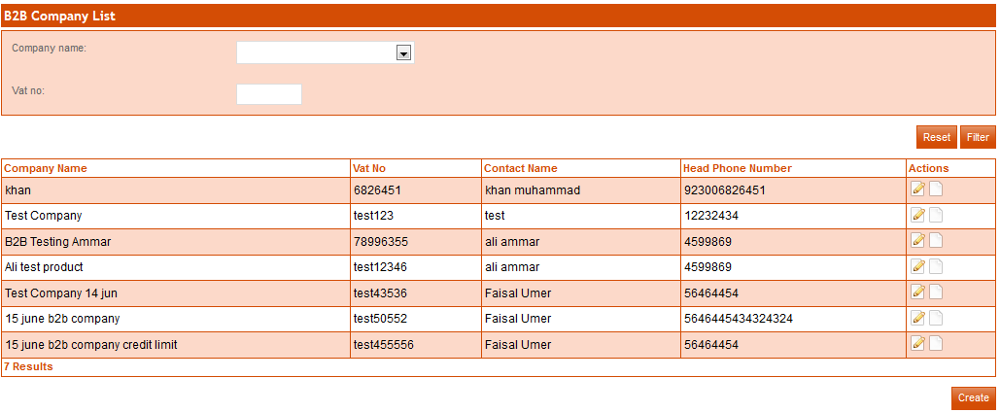 B2B Company List
Company name:
Vat no:
Reset Filter
Company Name Vat No Contact Name Head Phone Number Actions
khan 6826451 khan muhammad 923006826451
Test Company test123 test 12232434
B2B Testing Ammar 78996355 ali ammar 4599869
Ali test product test12346 ali ammar 4599869
Test Company 14 jun test43536 Faisal Umer 56464454
15 june b2b company test50552 Faisal Umer 5646445434324324
15 june b2b company credit limit test455556 Faisal Umer 56464454
7 Results
Create